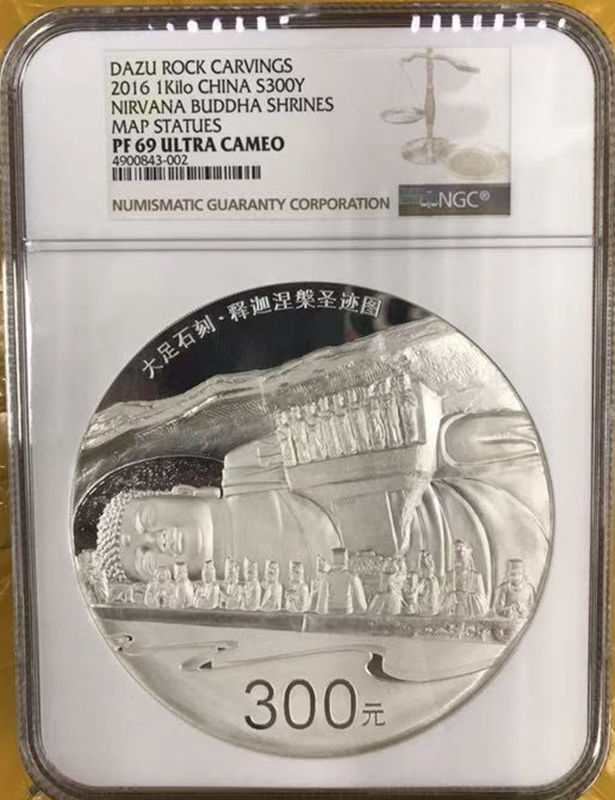 DAZU ROCK CARVINGS
2016 1Kilo CHINA S300Y
NIRVANA BUDDHA SHRINES
MAP STATUES
PF 69 ULTRA CAMEO
4900843-002
NUMISMATIC GUARANTY CORPORATION
NGC®
大足石刻·释迦涅槃圣迹图
300元